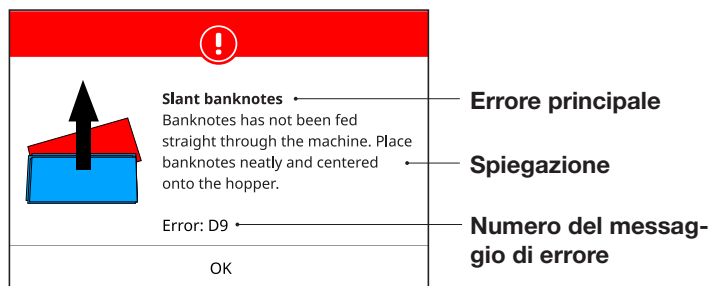 Slant banknotes
Banknotes has not been fed
straight through the machine. Place
banknotes neatly and centered
onto the hopper.
Error: D9
OK
Errore principale
Spiegazione
Numero del messag-
gio di errore